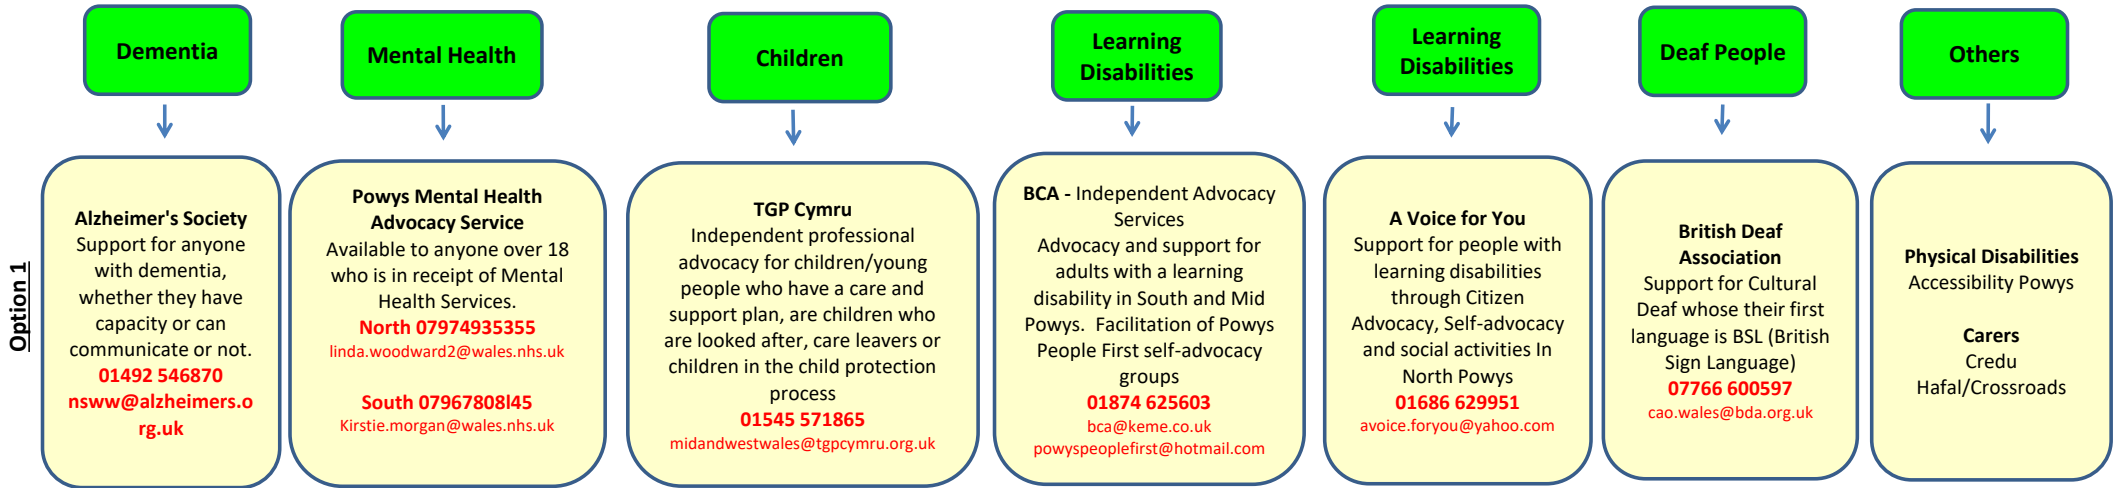 Option 1
Dementia
Alzheimer's Society
Support for anyone
with dementia,
whether they have
capacity or can
communicate or not.
01492 546870
nsww@alzheimers.o
rg.uk
Mental Health
Powys Mental Health
Advocacy Service
Available to anyone over 18
who is in receipt of Mental
Health Services.
North 07974935355
linda.woodward2@wales.nhs.uk
South 07967808l45
Kirstie.morgan@wales.nhs.uk
Children
TGP Cymru
Independent professional
advocacy for children/young
people who have a care and
support plan, are children who
are looked after, care leavers or
children in the child protection
process
01545 571865
midandwestwales@tgpcymru.org.uk
Learning
Disabilities
BCA - Independent Advocacy
Services
Advocacy and support for
adults with a learning
disability in South and Mid
Powys.  Facilitation of Powys
People First self-advocacy
groups
01874 625603
bca@keme.co.uk
powyspeoplefirst@hotmail.com
Learning
Disabilities
A Voice for You
Support for people with
learning disabilities
through Citizen
Advocacy, Self-advocacy
and social activities In
North Powys
01686 629951
avoice.foryou@yahoo.com
Deaf People
British Deaf
Association
Support for Cultural
Deaf whose their first
language is BSL (British
Sign Language)
07766 600597
cao.wales@bda.org.uk
Others
Physical Disabilities
Accessibility Powys
Carers
Credu
Hafal/Crossroads